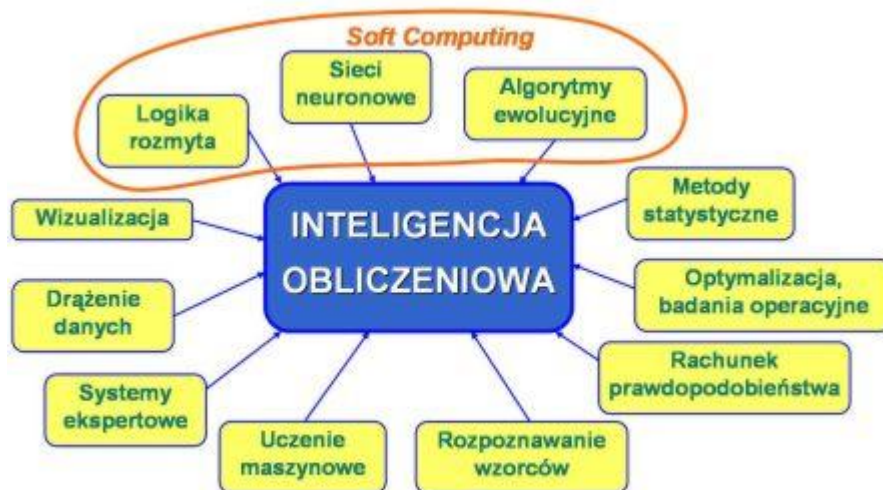 Soft Computing
Sieci
neuronowe
Algorytmy
ewolucyjne
Logika
rozmyta
Metody
statystyczne
Wizualizacja
INTELIGENCJA
OBLICZENIOWA
Optymalizacja,
badania operacyjne
Drążenie
danych
Rachunek
prawdopodobieństwa
Systemy
ekspertowe
Uczenie
maszynowe
Rozpoznawanie
wzorców